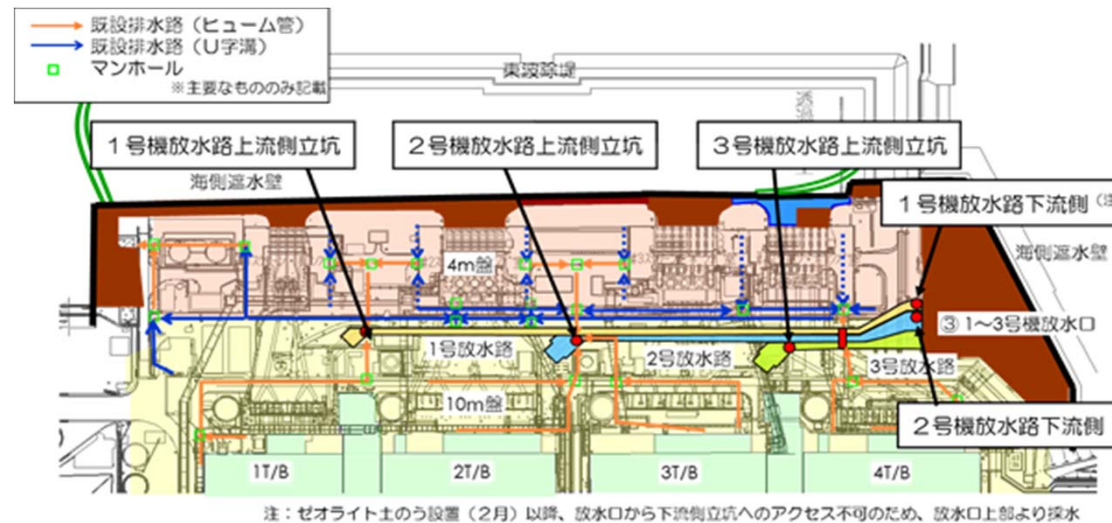 既設排水路（ヒューム管）
既設排水路（U字溝）
マンホール
※主要なもののみ記載
東波除堤
1号機放水路上流側立坑
2号機放水路上流側立坑
3号機放水路上流側立坑
海側遮水壁
1号機放水路下流側
海側遮水壁
4m盤
③1～3号機放水口
1号放水路
2号放水路
3号放水路
10m盤
2号機放水路下流側
1T/B
2T/B
3T/B
4T/B
注：ゼオライト土のう設置（2月）以降、放水口から下流側立坑へのアクセス不可のため、放水口上部より採水